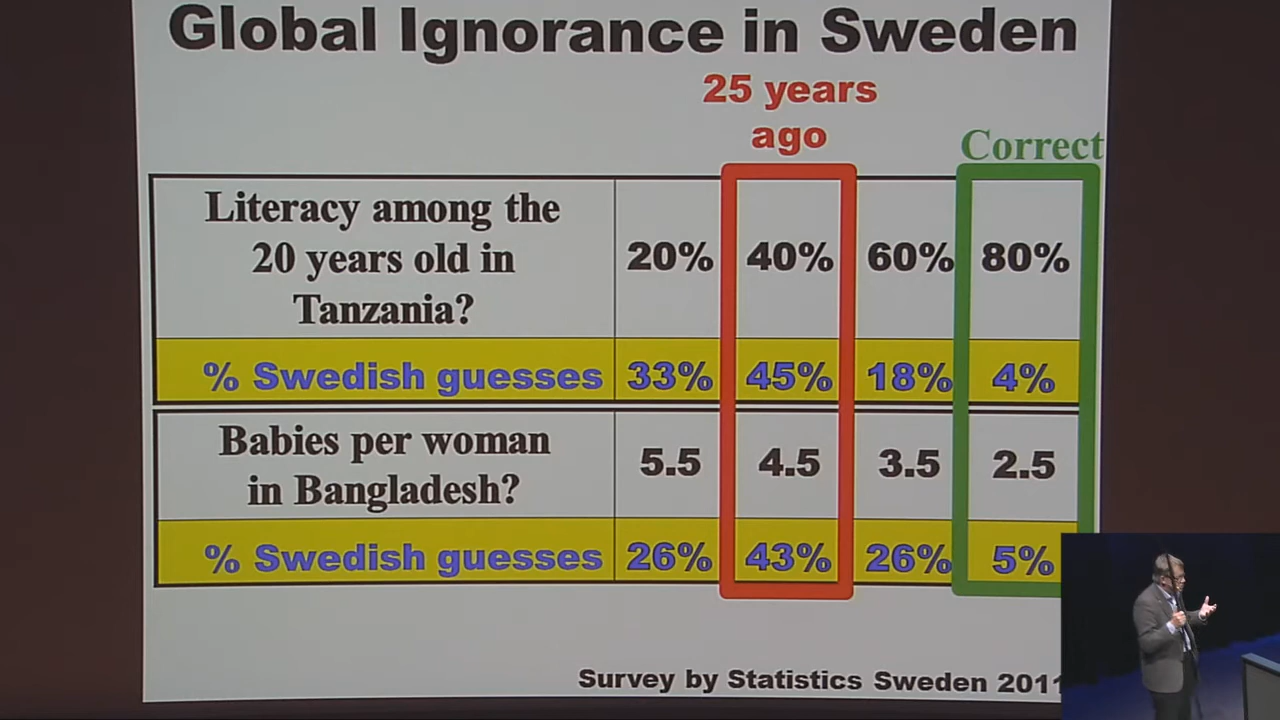 Global Ignorance in Sweden
25 years
ago
Correct
Literacy among the
20 years old in
Tanzania?
20% 40% 60% 80%
% Swedish guesses 33% 45% 18% 4%
Babies per woman
in Bangladesh?
5.5 4.5 3.5 2.5
% Swedish guesses 26% 43% 26% 5%
Survey by Statistics Sweden 2011